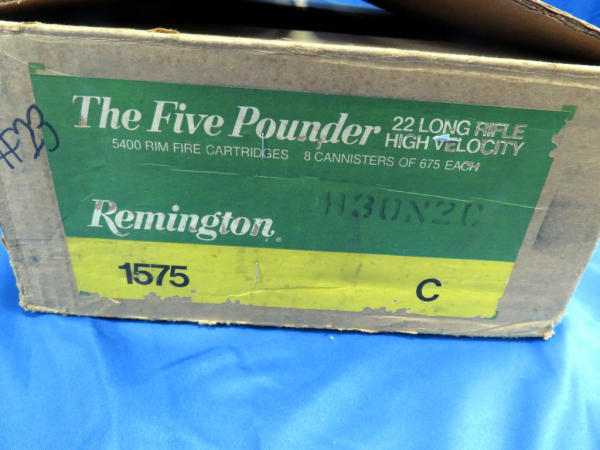 HP23
The Five Pounder
22 LONG RIFLE
HIGH VELOCITY
5400 RIM FIRE CARTRIDGES 8 CANNISTERS OF 675 EACH
Remington
H30N2C
1575
C